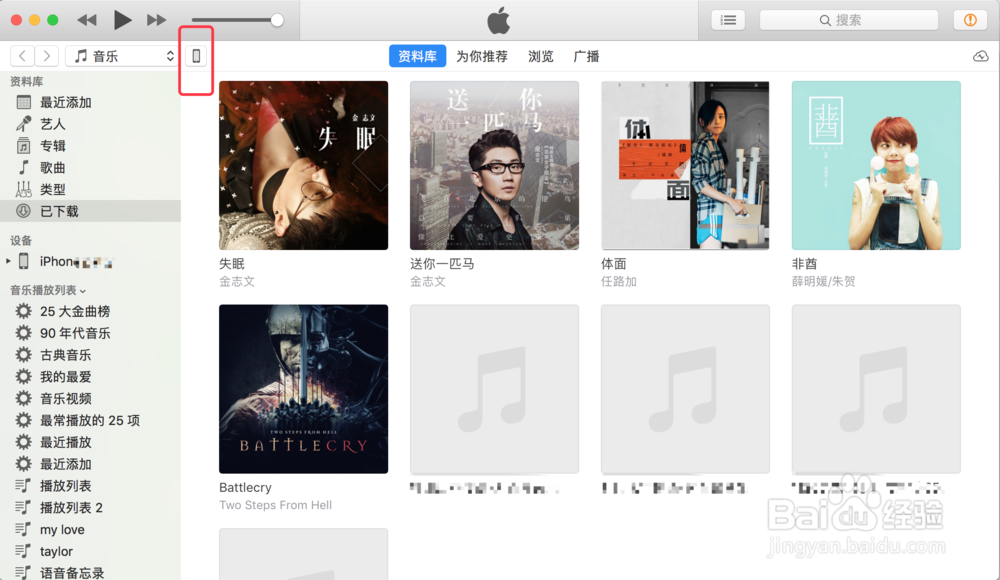 搜索
音乐
资料库
为你推荐
浏览
广播
资料库
最近添加
艺人
专辑
歌曲
类型
已下载
设备
iPhone
音乐播放列表
25 大金曲榜
90 年代音乐
古典音乐
我的最爱
音乐视频
最常播放的 25 项
最近播放
最近添加
播放列表
播放列表 2
my love
taylor
语音备忘录
金志文
失眠
失眠
金志文
送你一匹马
送你一匹马
金志文
体面
体面
任路加
非酋
非酋
薛明媛/朱贺
TWO STEPS FROM HELL
BATTLECRY
Battlecry
Two Steps From Hell
Baidu经验
jingyan.baidu.com